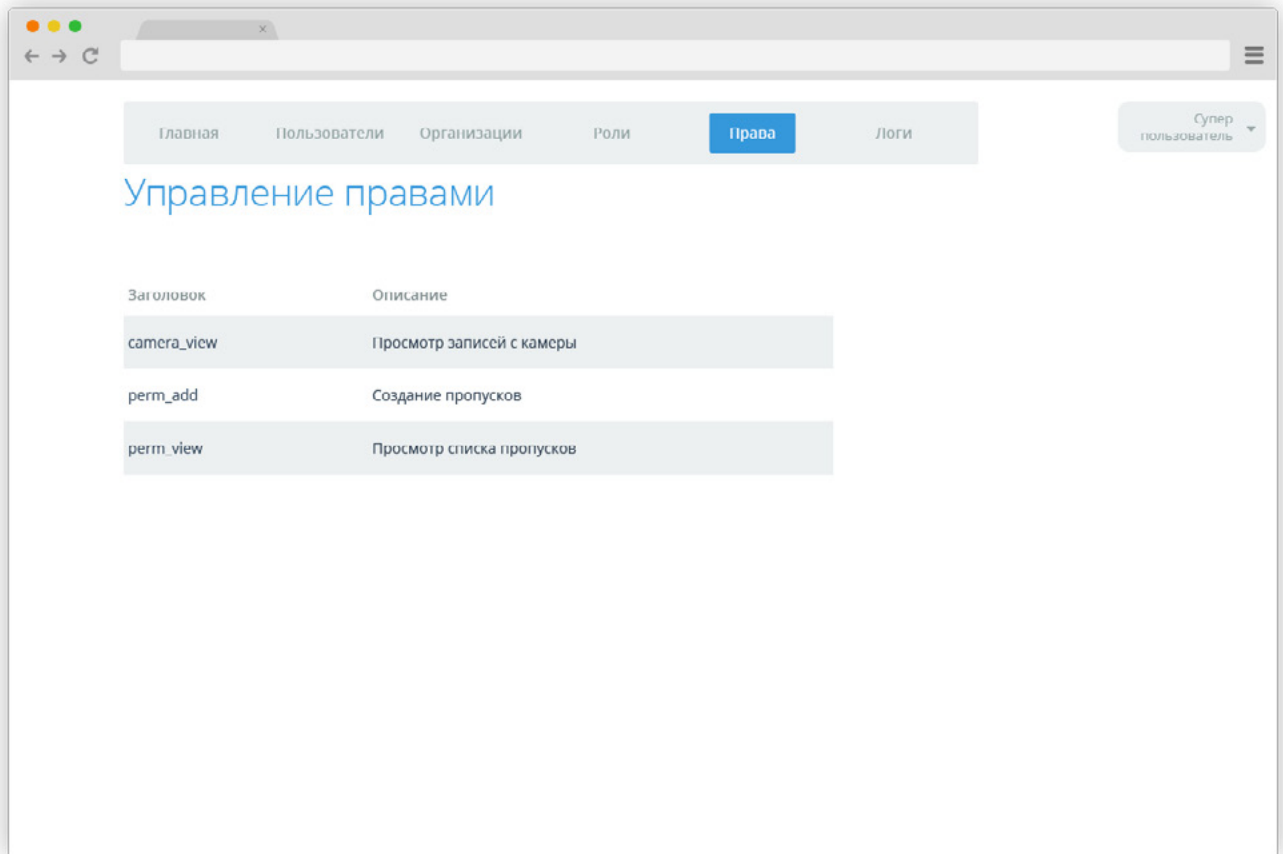 Главная Пользователи Организации Роли Права Логи
Супер
пользователь
Управление правами
Заголовок Описание
camera_view Просмотр записей с камеры
perm_add Создание пропусков
perm_view Просмотр списка пропусков